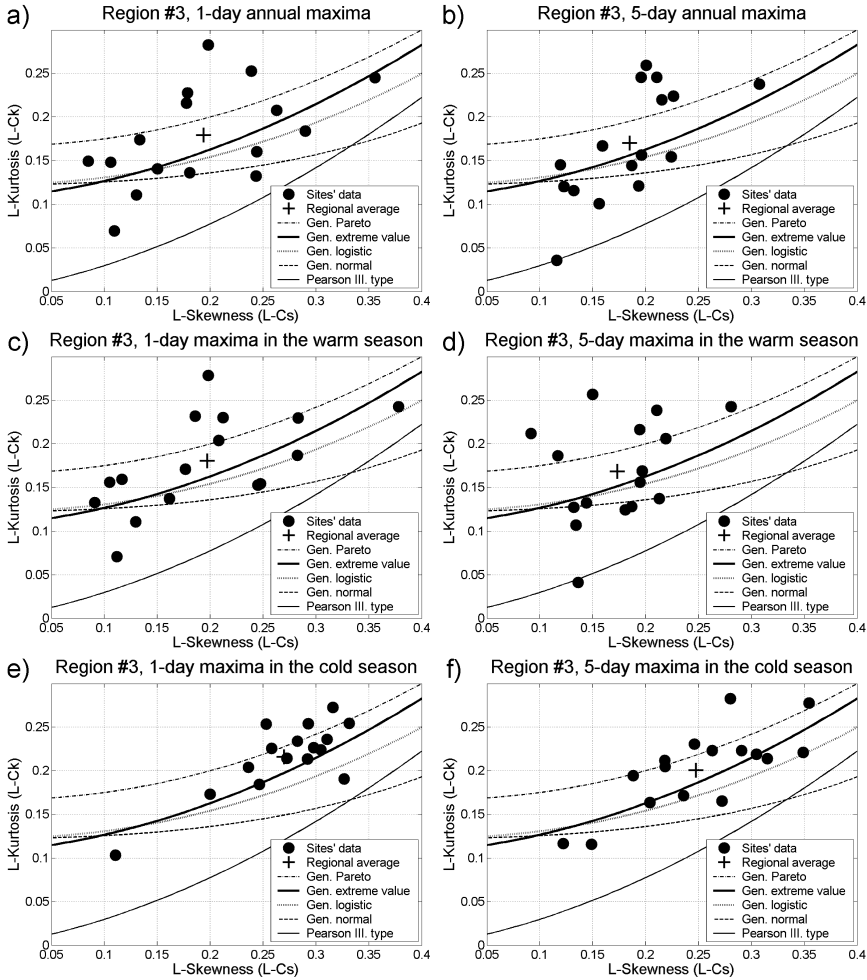 a) Region #3, 1-day annual maxima
L-Kurtosis (L-Ck)
0.25
0.2
0.15
0.1
0.05
0
Sites' data
Regional average
Gen. Pareto
Gen. extreme value
Gen. logistic
Gen. normal
Pearson III. type
0.05 0.1 0.15 0.2 0.25 0.3 0.35 0.4
L-Skewness (L-Cs)
b) Region #3, 5-day annual maxima
L-Kurtosis (L-Ck)
0.25
0.2
0.15
0.1
0.05
0
Sites' data
Regional average
Gen. Pareto
Gen. extreme value
Gen. logistic
Gen. normal
Pearson III. type
0.05 0.1 0.15 0.2 0.25 0.3 0.35 0.4
L-Skewness (L-Cs)
c) Region #3, 1-day maxima in the warm season
L-Kurtosis (L-Ck)
0.25
0.2
0.15
0.1
0.05
0
Sites' data
Regional average
Gen. Pareto
Gen. extreme value
Gen. logistic
Gen. normal
Pearson III. type
0.05 0.1 0.15 0.2 0.25 0.3 0.35 0.4
L-Skewness (L-Cs)
d) Region #3, 5-day maxima in the warm season
L-Kurtosis (L-Ck)
0.25
0.2
0.15
0.1
0.05
0
Sites' data
Regional average
Gen. Pareto
Gen. extreme value
Gen. logistic
Gen. normal
Pearson III. type
0.05 0.1 0.15 0.2 0.25 0.3 0.35 0.4
L-Skewness (L-Cs)
e) Region #3, 1-day maxima in the cold season
L-Kurtosis (L-Ck)
0.25
0.2
0.15
0.1
0.05
0
Sites' data
Regional average
Gen. Pareto
Gen. extreme value
Gen. logistic
Gen. normal
Pearson III. type
0.05 0.1 0.15 0.2 0.25 0.3 0.35 0.4
L-Skewness (L-Cs)
f) Region #3, 5-day maxima in the cold season
L-Kurtosis (L-Ck)
0.25
0.2
0.15
0.1
0.05
0
Sites' data
Regional average
Gen. Pareto
Gen. extreme value
Gen. logistic
Gen. normal
Pearson III. type
0.05 0.1 0.15 0.2 0.25 0.3 0.35 0.4
L-Skewness (L-Cs)